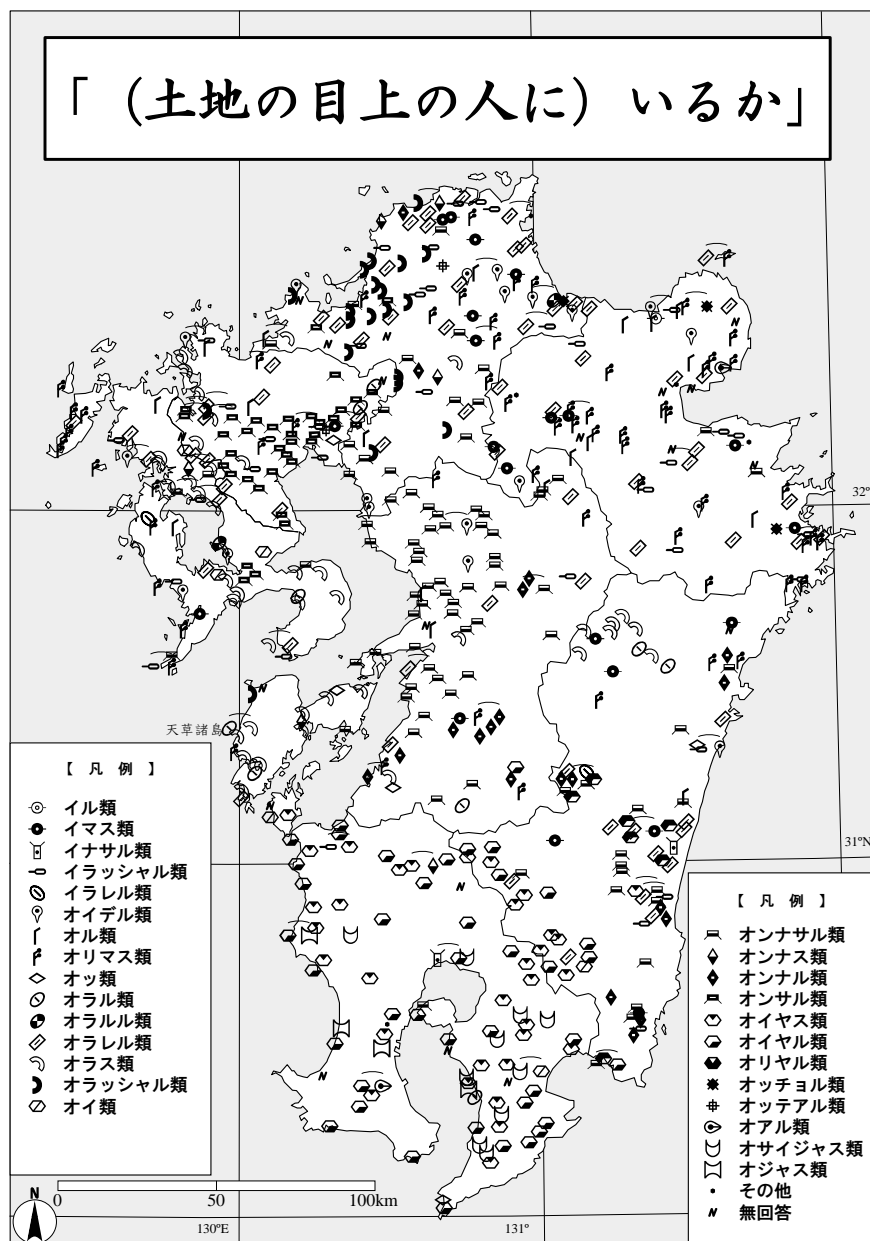 「（土地の目上の人に）いるか」
32°
天草諸島
【 凡 例 】
イル類
イマス類
イナサル類
イラッシャル類
イラレル類
オイデル類
オル類
オリマス類
オッ類
オラル類
オラルル類
オラレル類
オラス類
オラッシャル類
オイ類
31°N
【 凡 例 】
オンナサル類
オンナス類
オンナル類
オンサル類
オイヤス類
オイヤル類
オリヤル類
オッチョル類
オッテアル類
オアル類
オサイジャス類
オジャス類
その他
無回答
N
0 50 100km
130°E 131°